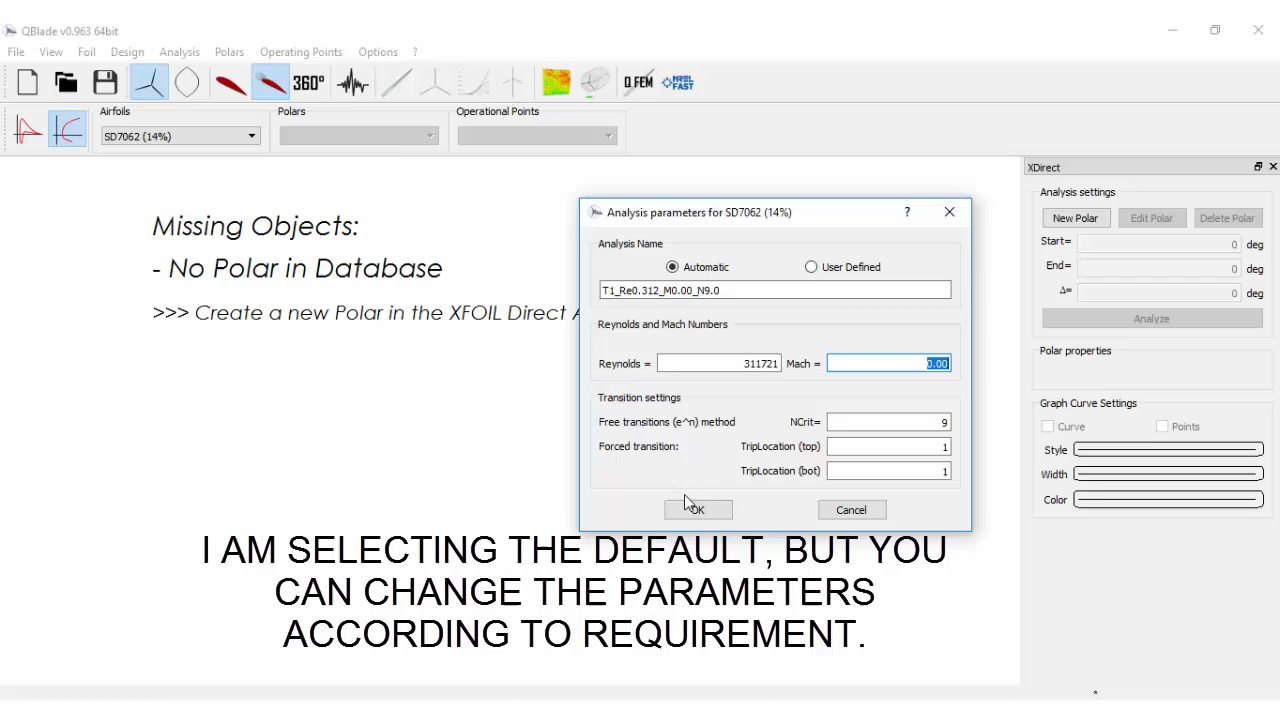 QBlade v0.963 64bit
File View Foil Design Analysis Polars Operating Points Options ?
360° Q FEM NREL FAST
Airfoils Polars Operational Points
SD7062 (14%)
XDirect
Missing Objects:
- No Polar in Database
>>> Create a new Polar in the XFOIL Direct A
Analysis parameters for SD7062 (14%) ?
Analysis Name
Automatic User Defined
T1_Re0.312_M0.00_N9.0
Reynolds and Mach Numbers
Reynolds = 311721 Mach = 0.00
Transition settings
Free transitions (e^n) method NCrit= 9
Forced transition: TripLocation (top) 1
TripLocation (bot) 1
OK Cancel
Analysis settings
New Polar Edit Polar Delete Polar
Start= 0 deg
End= 0 deg
Δ= 0 deg
Analyze
Polar properties
Graph Curve Settings
Curve Points
Style
Width
Color
I AM SELECTING THE DEFAULT, BUT YOU
CAN CHANGE THE PARAMETERS
ACCORDING TO REQUIREMENT.
*